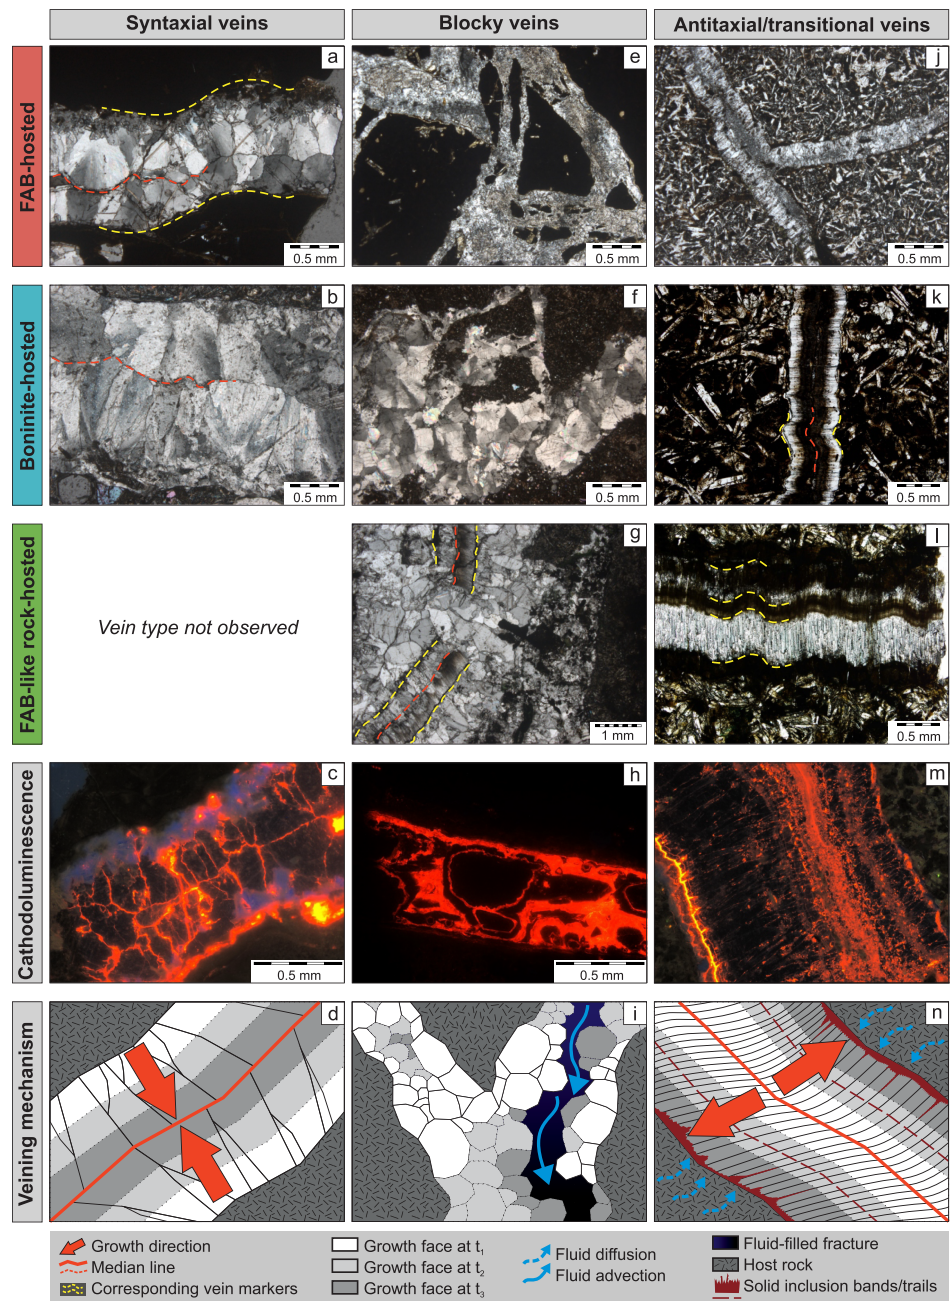 Syntaxial veins
Blocky veins
Antitaxial/transitional veins
FAB-hosted
a
0.5 mm
e
0.5 mm
j
0.5 mm
Boninite-hosted
b
0.5 mm
f
0.5 mm
k
0.5 mm
FAB-like rock-hosted
Vein type not observed
g
1 mm
l
0.5 mm
Cathodoluminescence
c
0.5 mm
h
0.5 mm
m
0.5 mm
Veining mechanism
d
i
n
Growth direction
Median line
Corresponding vein markers
Growth face at t1
Growth face at t2
Growth face at t3
Fluid diffusion
Fluid advection
Fluid-filled fracture
Host rock
Solid inclusion bands/trails